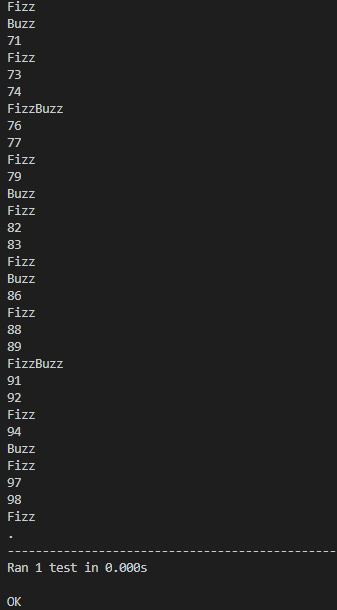 Fizz
Buzz
71
Fizz
73
74
FizzBuzz
76
77
Fizz
79
Buzz
Fizz
82
83
Fizz
Buzz
86
Fizz
88
89
FizzBuzz
91
92
Fizz
94
Buzz
Fizz
97
98
Fizz
.
-----------------------------------------------
Ran 1 test in 0.000s
OK